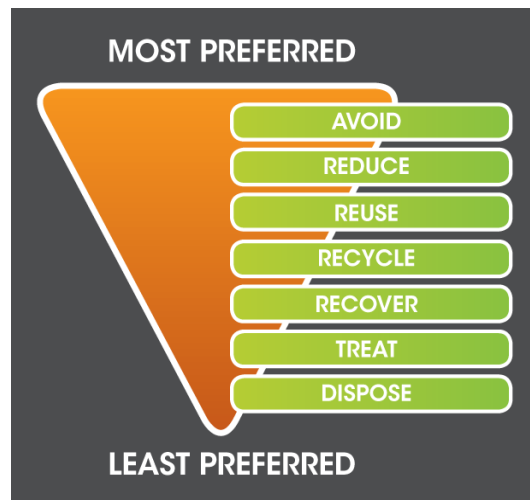 MOST PREFERRED
AVOID
REDUCE
REUSE
RECYCLE
RECOVER
TREAT
DISPOSE
LEAST PREFERRED